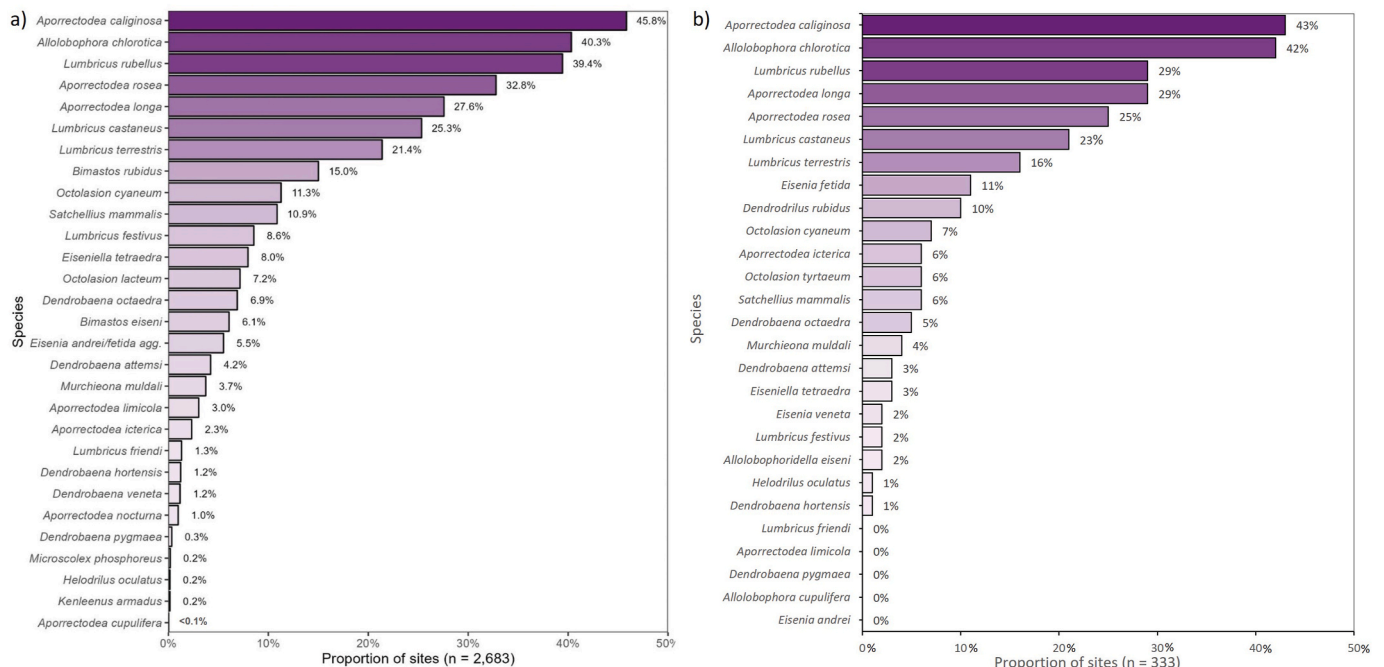 a)
Species
Aporrectodea caliginosa 45.8%
Allolobophora chlorotica 40.3%
Lumbricus rubellus 39.4%
Aporrectodea rosea 32.8%
Aporrectodea longa 27.6%
Lumbricus castaneus 25.3%
Lumbricus terrestris 21.4%
Bimastos rubidus 15.0%
Octolasion cyaneum 11.3%
Satchellius mammalis 10.9%
Lumbricus festivus 8.6%
Eiseniella tetraedra 8.0%
Octolasion lacteum 7.2%
Dendrobaena octaedra 6.9%
Bimastos eiseni 6.1%
Eisenia andrei/fetida agg. 5.5%
Dendrobaena attemsi 4.2%
Murchieona muldali 3.7%
Aporrectodea limicola 3.0%
Aporrectodea icterica 2.3%
Lumbricus friendi 1.3%
Dendrobaena hortensis 1.2%
Dendrobaena veneta 1.2%
Aporrectodea nocturna 1.0%
Dendrobaena pygmaea 0.3%
Microscolex phosphoreus 0.2%
Helodrilus oculatus 0.2%
Kenleenus armadus 0.2%
Aporrectodea cupulifera <0.1%
0% 10% 20% 30% 40% 50%
Proportion of sites (n = 2,683)
b)
Species
Aporrectodea caliginosa 43%
Allolobophora chlorotica 42%
Lumbricus rubellus 29%
Aporrectodea longa 29%
Aporrectodea rosea 25%
Lumbricus castaneus 23%
Lumbricus terrestris 16%
Eisenia fetida 11%
Dendrodrilus rubidus 10%
Octolasion cyaneum 7%
Aporrectodea icterica 6%
Octolasion tyrtaeum 6%
Satchellius mammalis 6%
Dendrobaena octaedra 5%
Murchieona muldali 4%
Dendrobaena attemsi 3%
Eiseniella tetraedra 3%
Eisenia veneta 2%
Lumbricus festivus 2%
Allolobophoridella eiseni 2%
Helodrilus oculatus 1%
Dendrobaena hortensis 1%
Lumbricus friendi 0%
Aporrectodea limicola 0%
Dendrobaena pygmaea 0%
Allolobophora cupulifera 0%
Eisenia andrei 0%
0% 10% 20% 30% 40% 50%
Proportion of sites (n = 333)